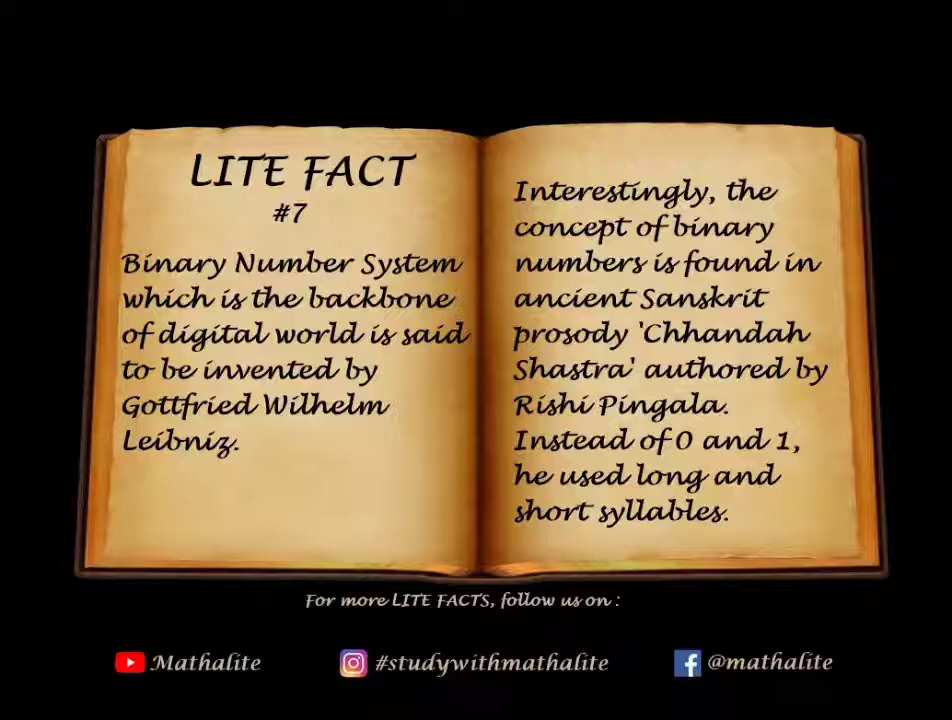 LITE FACT
#7
Binary Number System
which is the backbone
of digital world is said
to be invented by
Gottfried Wilhelm
Leibniz.
Interestingly, the
concept of binary
numbers is found in
ancient Sanskrit
prosody 'Chhandah
Shastra' authored by
Rishi Pingala.
Instead of 0 and 1,
he used long and
short syllables.
For more LITE FACTS, follow us on :
Mathalite
#studywithmathalite
@mathalite